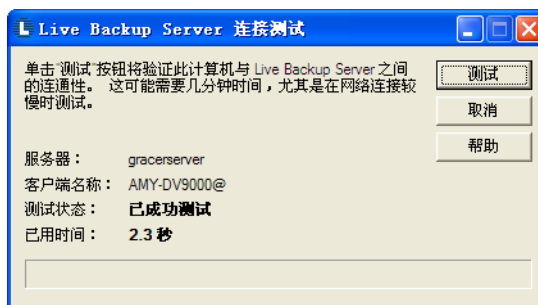 Live Backup Server 连接测试
单击"测试"按钮将验证此计算机与 Live Backup Server 之间
的连通性。 这可能需要几分钟时间，尤其是在网络连接较
慢时测试。
测试
取消
帮助
服务器： gracerserver
客户端名称： AMY-DV9000@
测试状态： 已成功测试
已用时间： 2.3 秒